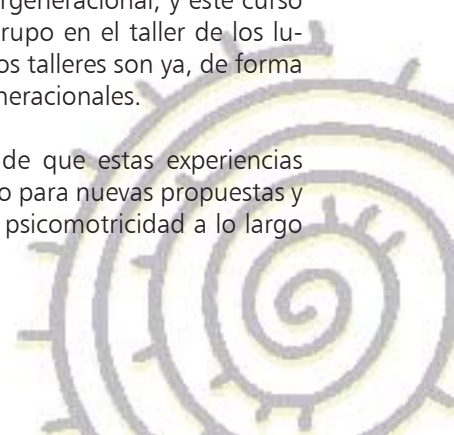 rgeneracional, y este curso
rupo en el taller de los lu-
os talleres son ya, de forma
neracionales.
de que estas experiencias
o para nuevas propuestas y
psicomotricidad a lo largo